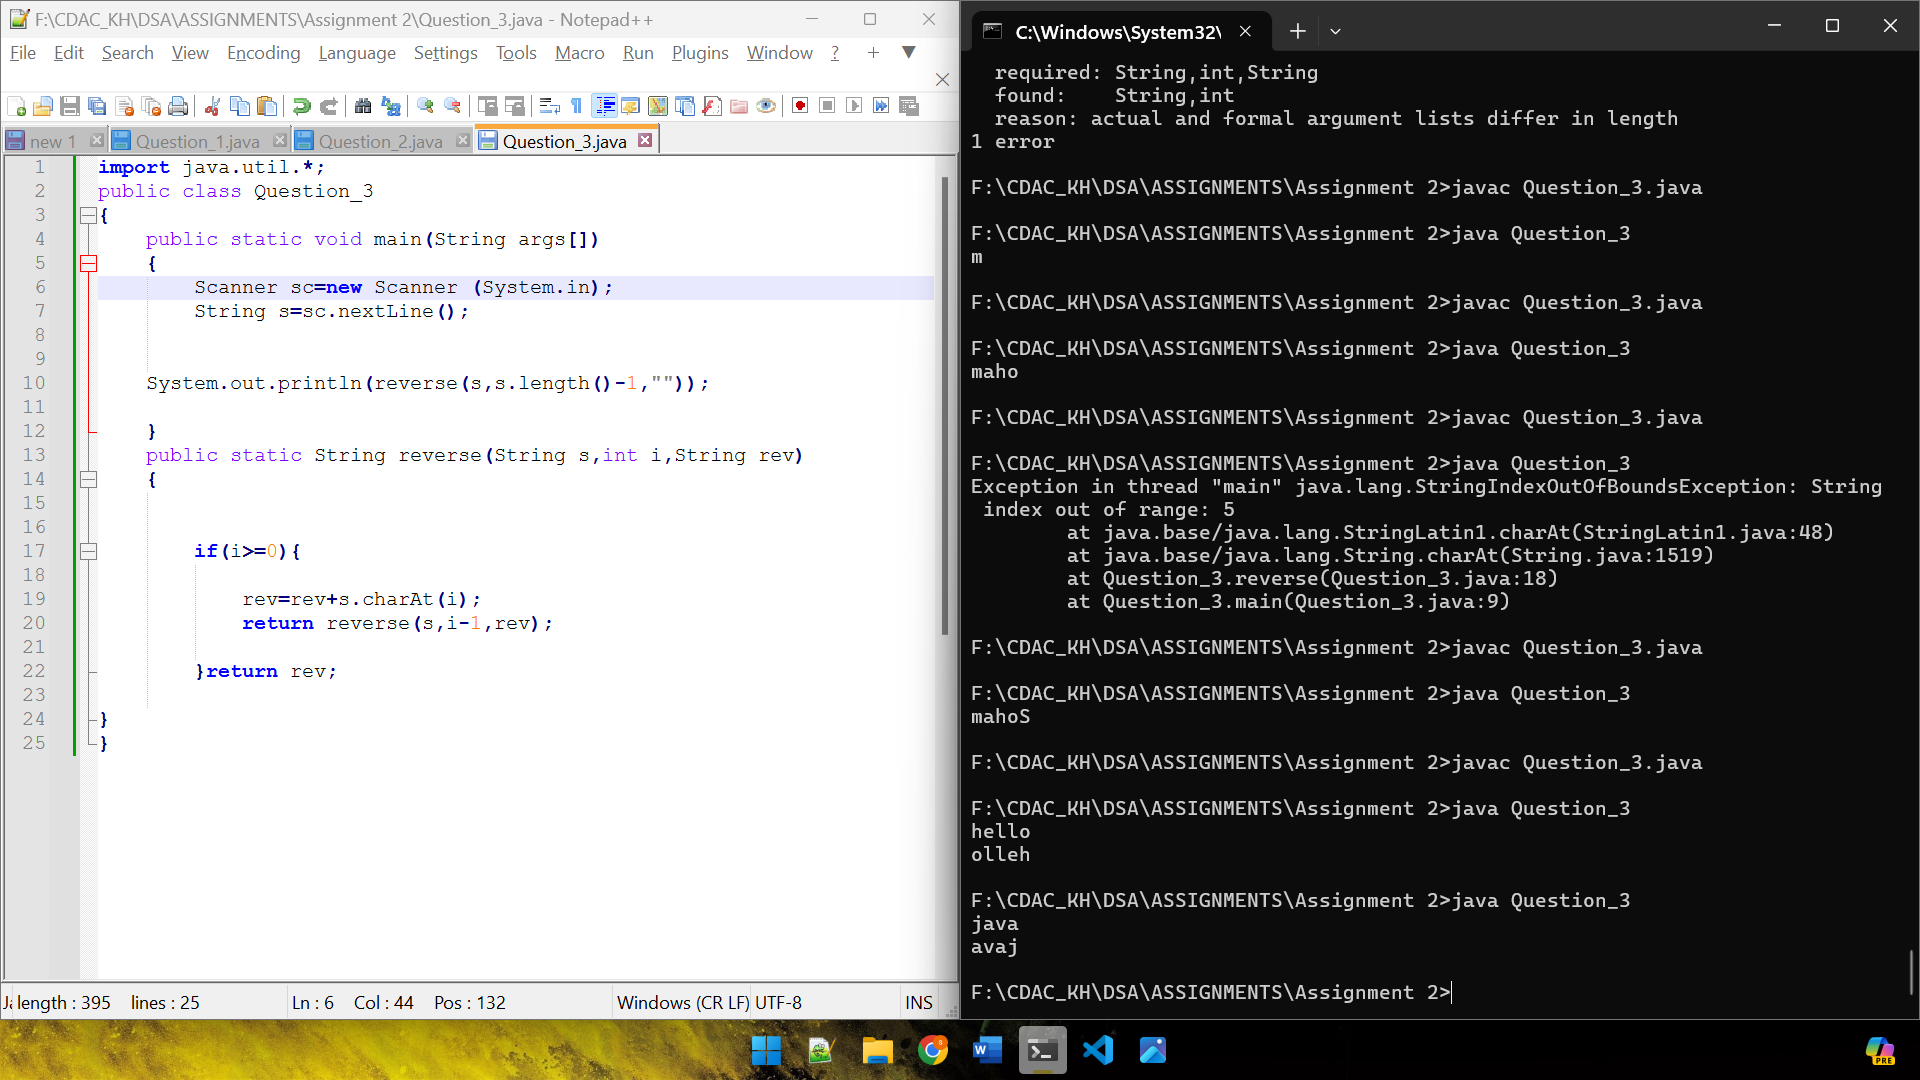 F:\CDAC_KH\DSA\ASSIGNMENTS\Assignment 2\Question_3.java - Notepad++
File Edit Search View Encoding Language Settings Tools Macro Run Plugins Window ?
new 1 Question_1.java Question_2.java Question_3.java
1 import java.util.*;
2 public class Question_3
3 {
4 public static void main(String args[])
5 {
6 Scanner sc=new Scanner (System.in);
7 String s=sc.nextLine();
8
9
10 System.out.println(reverse(s,s.length()-1,""));
11
12 }
13 public static String reverse(String s,int i,String rev)
14 {
15
16
17 if(i>=0){
18
19 rev=rev+s.charAt(i);
20 return reverse(s,i-1,rev);
21
22 }return rev;
23
24 }
25 }
length : 395 lines : 25 Ln : 6 Col : 44 Pos : 132 Windows (CR LF) UTF-8 INS
C:\Windows\System32\
required: String,int,String
found: String,int
reason: actual and formal argument lists differ in length
1 error
F:\CDAC_KH\DSA\ASSIGNMENTS\Assignment 2>javac Question_3.java
F:\CDAC_KH\DSA\ASSIGNMENTS\Assignment 2>java Question_3
m
F:\CDAC_KH\DSA\ASSIGNMENTS\Assignment 2>javac Question_3.java
F:\CDAC_KH\DSA\ASSIGNMENTS\Assignment 2>java Question_3
maho
F:\CDAC_KH\DSA\ASSIGNMENTS\Assignment 2>javac Question_3.java
F:\CDAC_KH\DSA\ASSIGNMENTS\Assignment 2>java Question_3
Exception in thread "main" java.lang.StringIndexOutOfBoundsException: String
index out of range: 5
at java.base/java.lang.StringLatin1.charAt(StringLatin1.java:48)
at java.base/java.lang.String.charAt(String.java:1519)
at Question_3.reverse(Question_3.java:18)
at Question_3.main(Question_3.java:9)
F:\CDAC_KH\DSA\ASSIGNMENTS\Assignment 2>javac Question_3.java
F:\CDAC_KH\DSA\ASSIGNMENTS\Assignment 2>java Question_3
mahoS
F:\CDAC_KH\DSA\ASSIGNMENTS\Assignment 2>javac Question_3.java
F:\CDAC_KH\DSA\ASSIGNMENTS\Assignment 2>java Question_3
hello
olleh
F:\CDAC_KH\DSA\ASSIGNMENTS\Assignment 2>java Question_3
java
avaj
F:\CDAC_KH\DSA\ASSIGNMENTS\Assignment 2>
PRE